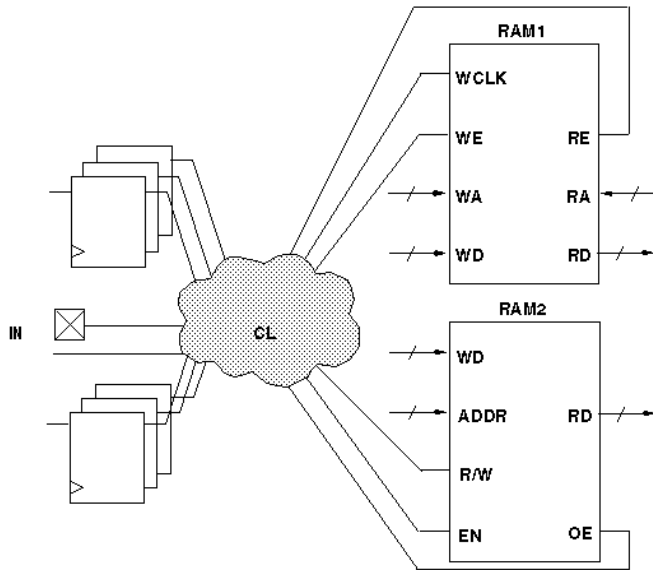 RAM1
WCLK
WE RE
WA RA
WD RD
IN
CL
RAM2
WD
ADDR RD
R/W
EN OE